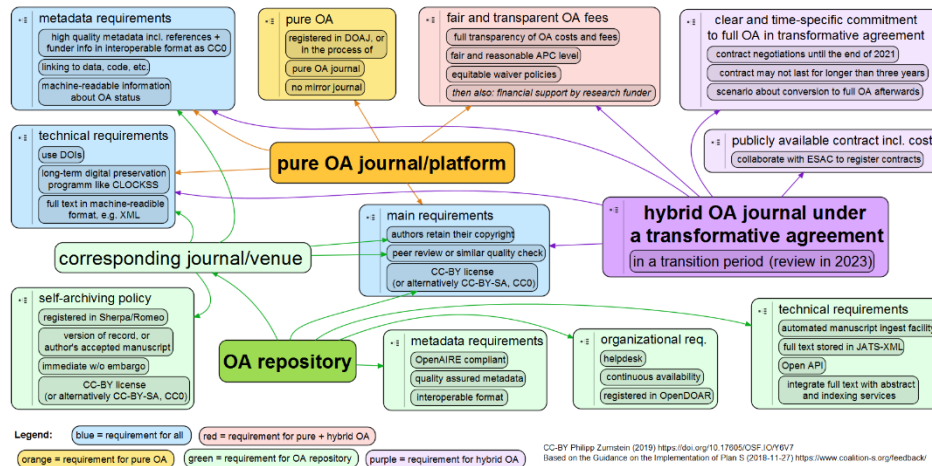 metadata requirements
high quality metadata incl. references +
funder info in interoperable format as CC0
linking to data, code, etc.
machine-readable information
about OA status
pure OA
registered in DOAJ, or
in the process of
pure OA journal
no mirror journal
fair and transparent OA fees
full transparency of OA costs and fees
fair and reasonable APC level
equitable waiver policies
then also: financial support by research funder
clear and time-specific commitment
to full OA in transformative agreement
contract negotiations until the end of 2021
contract may not last for longer than three years
scenario about conversion to full OA afterwards
publicly available contract incl. cost
collaborate with ESAC to register contracts
technical requirements
use DOIs
long-term digital preservation
programm like CLOCKSS
full text in machine-readible
format, e.g. XML
pure OA journal/platform
main requirements
authors retain their copyright
peer review or similar quality check
CC-BY license
(or alternatively CC-BY-SA, CC0)
hybrid OA journal under
a transformative agreement
in a transition period (review in 2023)
corresponding journal/venue
self-archiving policy
registered in Sherpa/Romeo
version of record, or
author's accepted manuscript
immediate w/o embargo
CC-BY license
(or alternatively CC-BY-SA, CC0)
OA repository
metadata requirements
OpenAIRE compliant
quality assured metadata
interoperable format
organizational req.
helpdesk
continuous availability
registered in OpenDOAR
technical requirements
automated manuscript ingest facility
full text stored in JATS-XML
Open API
integrate full text with abstract
and indexing services
Legend:
blue = requirement for all
red = requirement for pure + hybrid OA
orange = requirement for pure OA
green = requirement for OA repository
purple = requirement for hybrid OA
CC-BY Philipp Zumstein (2019) https://doi.org/10.17605/OSF.IO/Y6V7
Based on the Guidance on the Implementation of Plan S (2018-11-27) https://www.coalition-s.org/feedback/